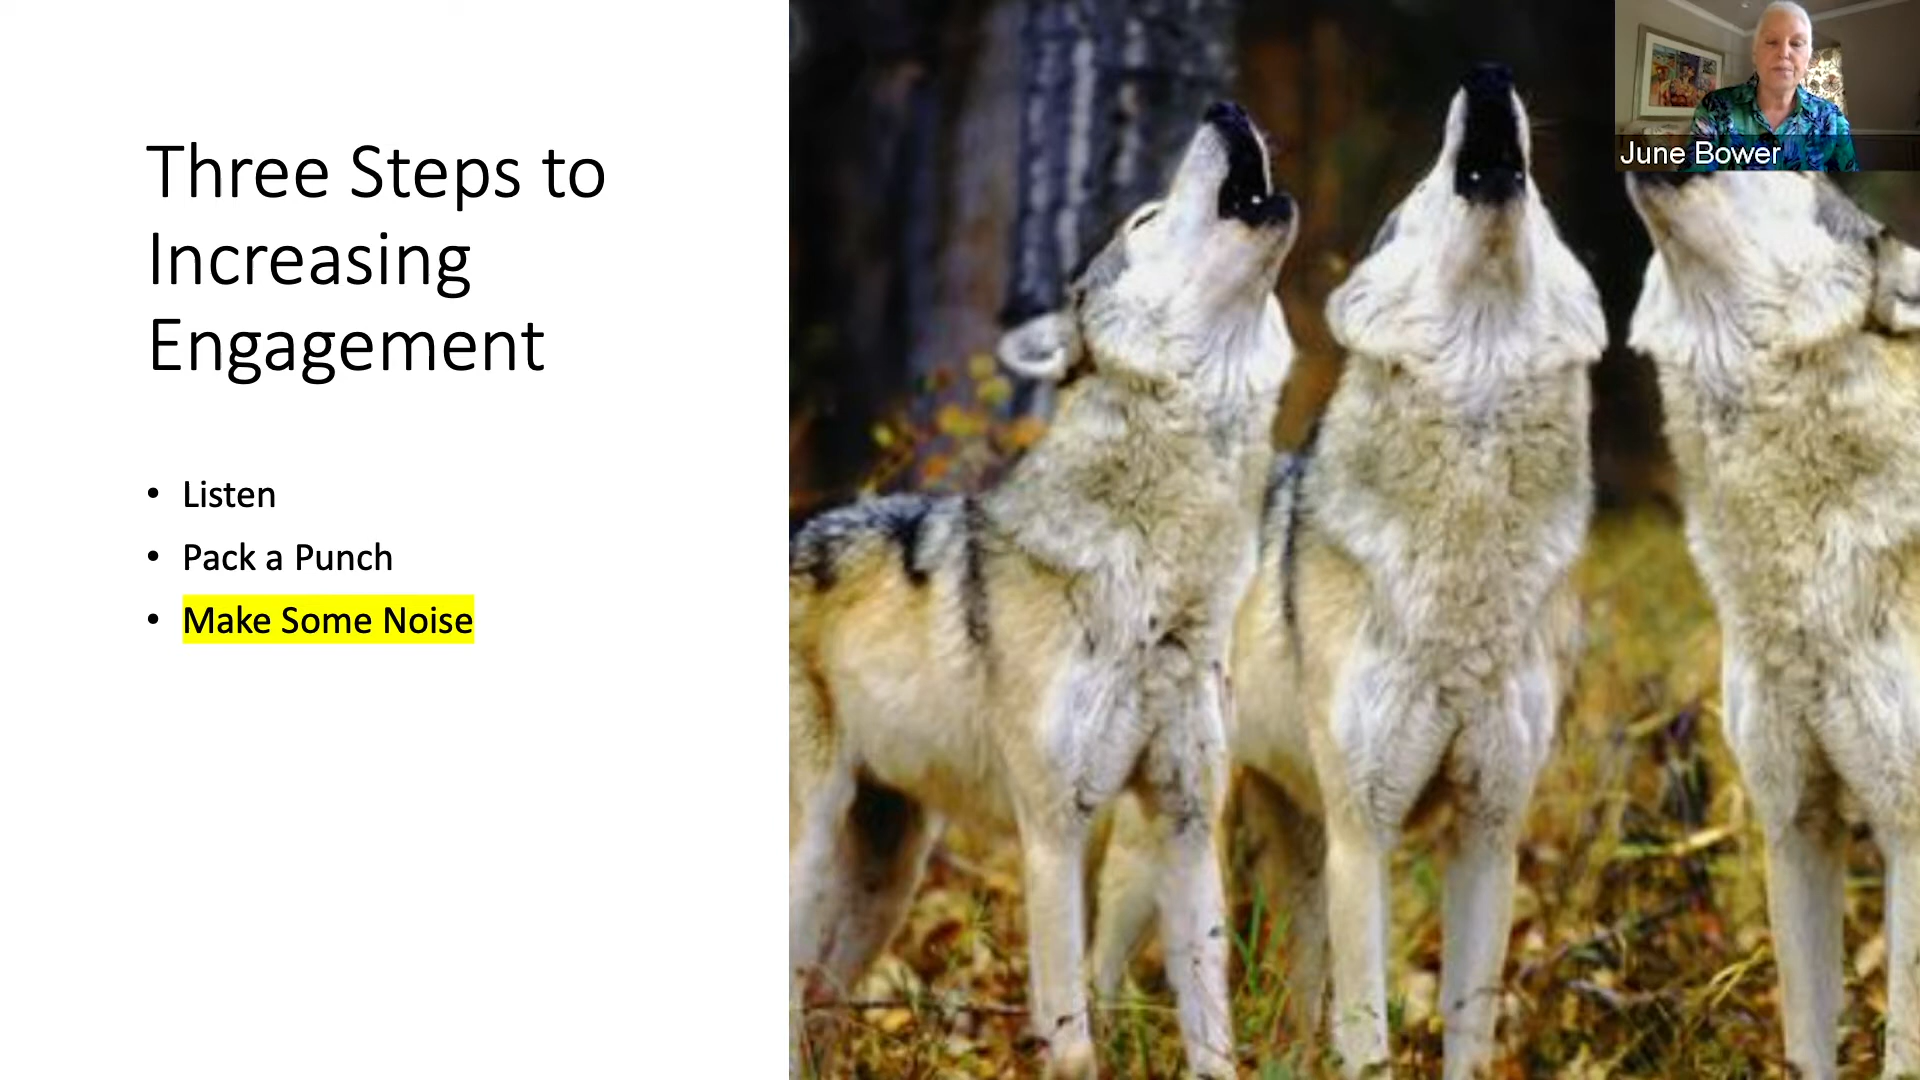 Three Steps to
Increasing
Engagement
• Listen
• Pack a Punch
• Make Some Noise
June Bower